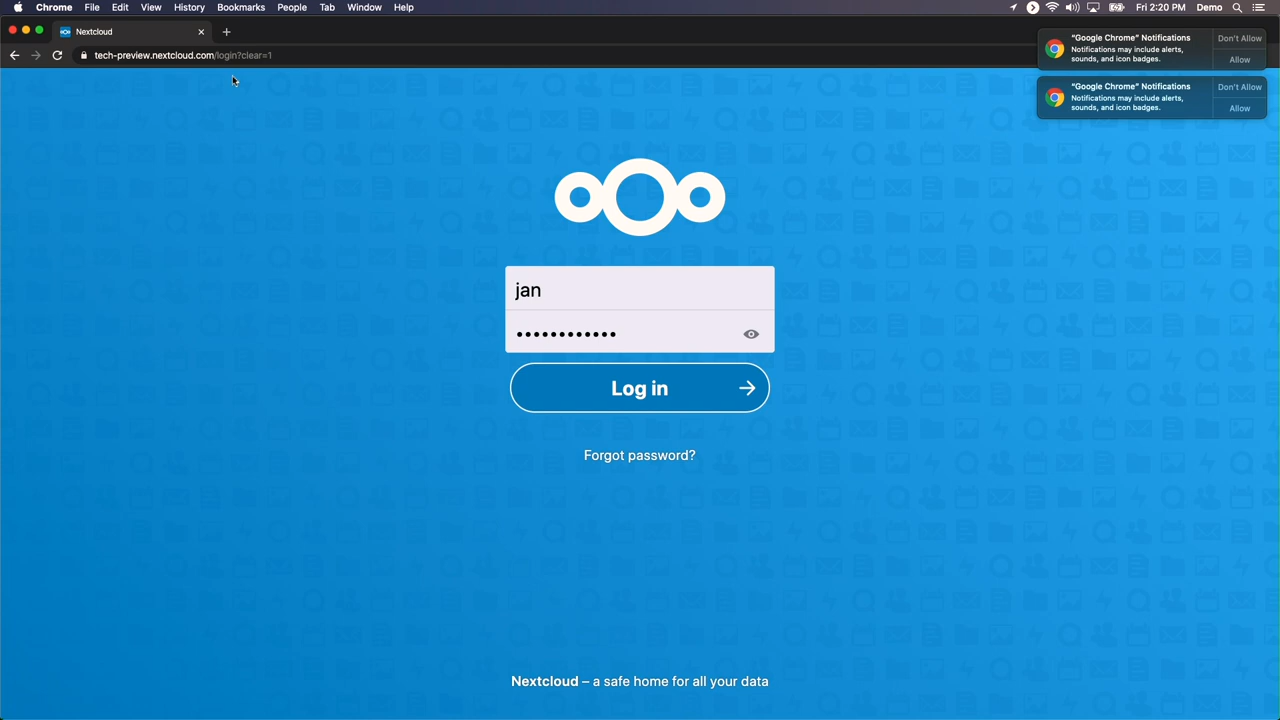 Chrome File Edit View History Bookmarks People Tab Window Help Fri 2:20 PM Demo
Nextcloud
tech-preview.nextcloud.com/login?clear=1
"Google Chrome" Notifications
Notifications may include alerts,
sounds, and icon badges.
Don't Allow
Allow
"Google Chrome" Notifications
Notifications may include alerts,
sounds, and icon badges.
Don't Allow
Allow
jan
••••••••••••
Log in
Forgot password?
Nextcloud – a safe home for all your data